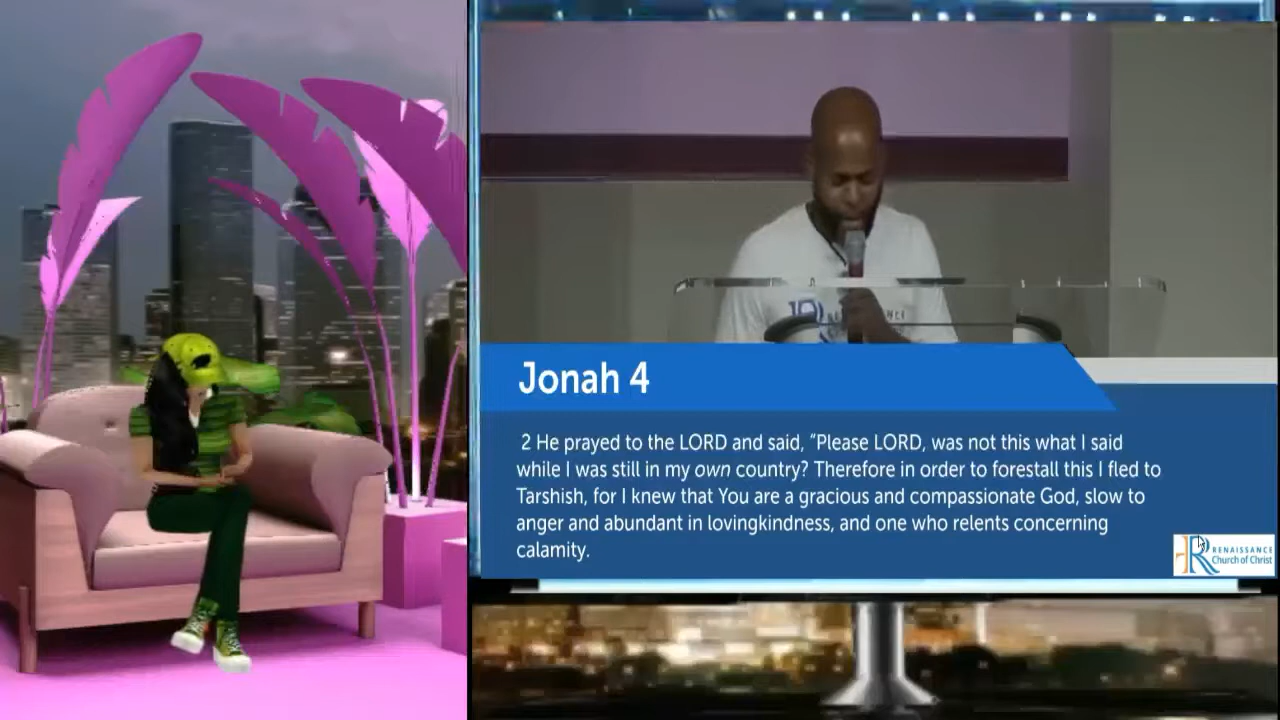 Jonah 4
2 He prayed to the LORD and said, "Please LORD, was not this what I said
while I was still in my own country? Therefore in order to forestall this I fled to
Tarshish, for I knew that You are a gracious and compassionate God, slow to
anger and abundant in lovingkindness, and one who relents concerning
calamity.
RENAISSANCE
Church of Christ